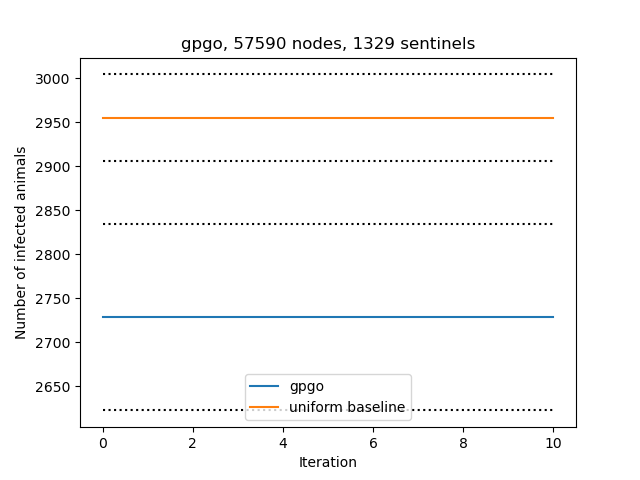 gpgo, 57590 nodes, 1329 sentinels
Number of infected animals
3000
2950
2900
2850
2800
2750
2700
2650
gpgo
uniform baseline
0 2 4 6 8 10
Iteration